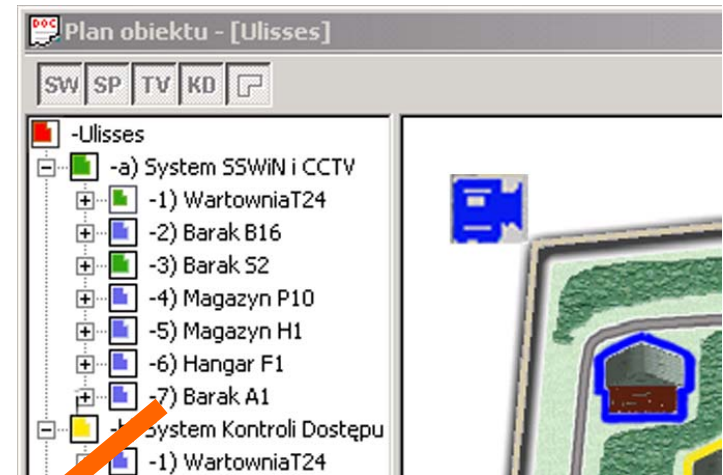 DOC
Plan obiektu - [Ulisses]
SW SP TV KD
-Ulisses
-a) System SSWiN i CCTV
-1) WartowniaT24
-2) Barak B16
-3) Barak S2
-4) Magazyn P10
-5) Magazyn H1
-6) Hangar F1
-7) Barak A1
System Kontroli Dostępu
-1) WartowniaT24